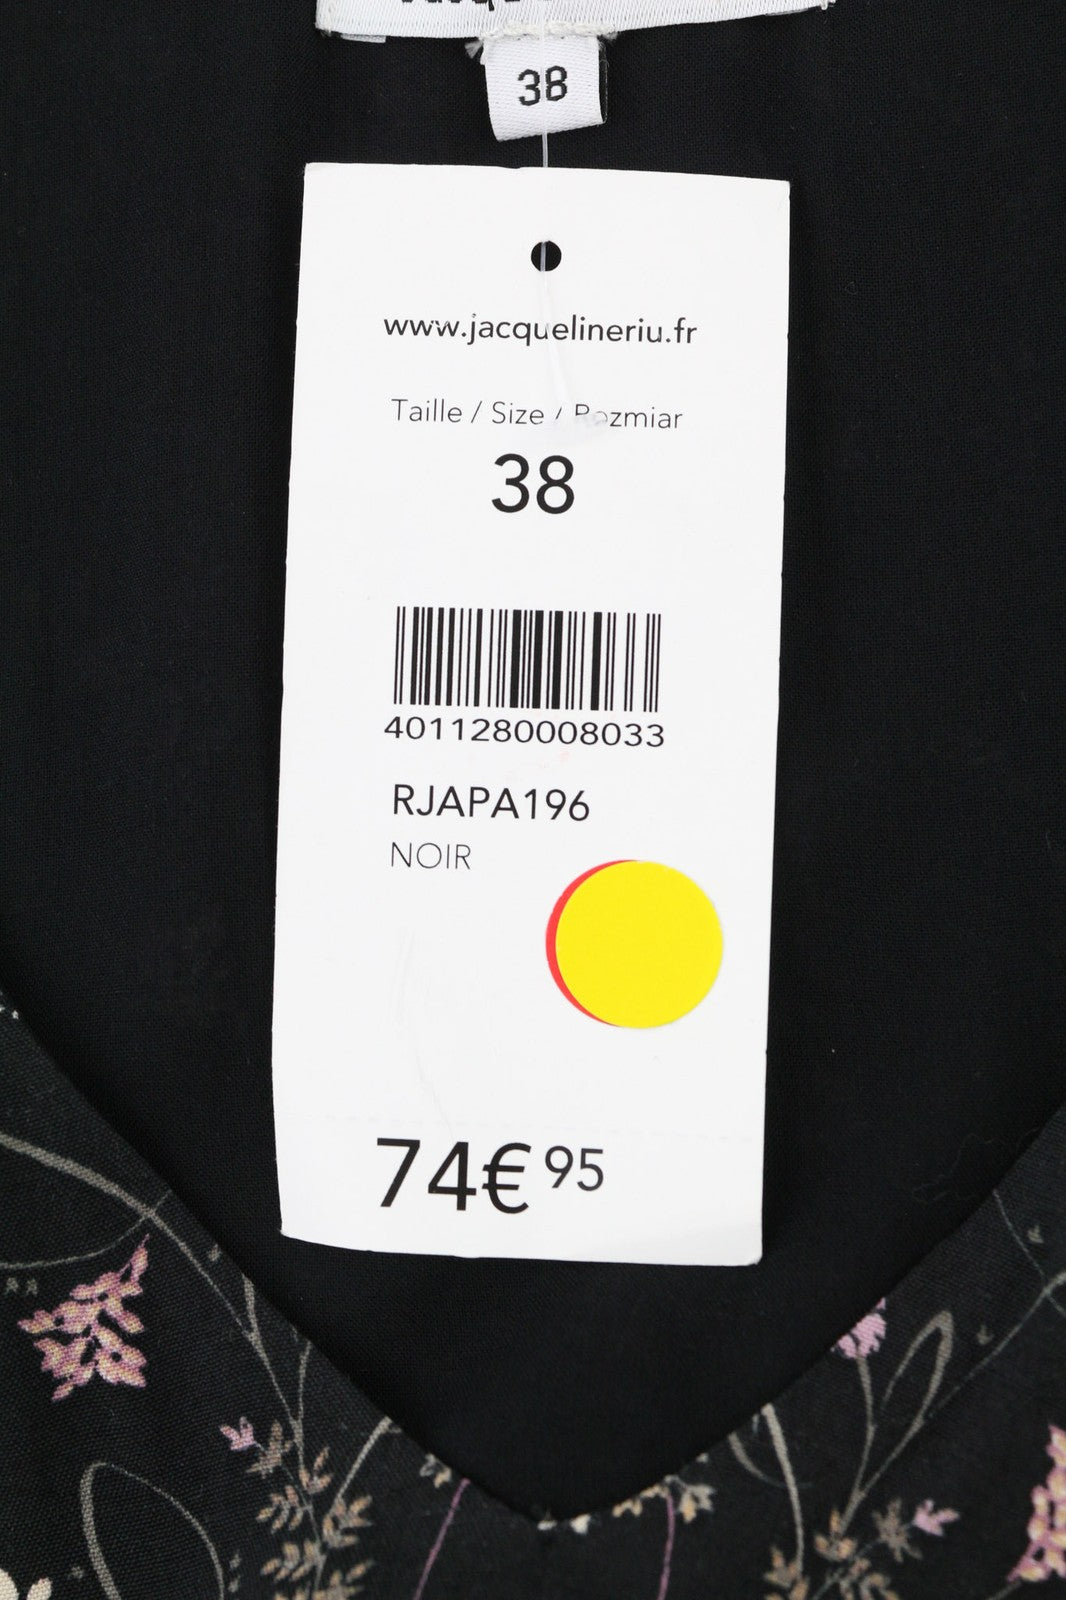 38
www.jacquelineriu.fr
Taille / Size / Rozmiar
38
4011280008033
RJAPA196
NOIR
74€95